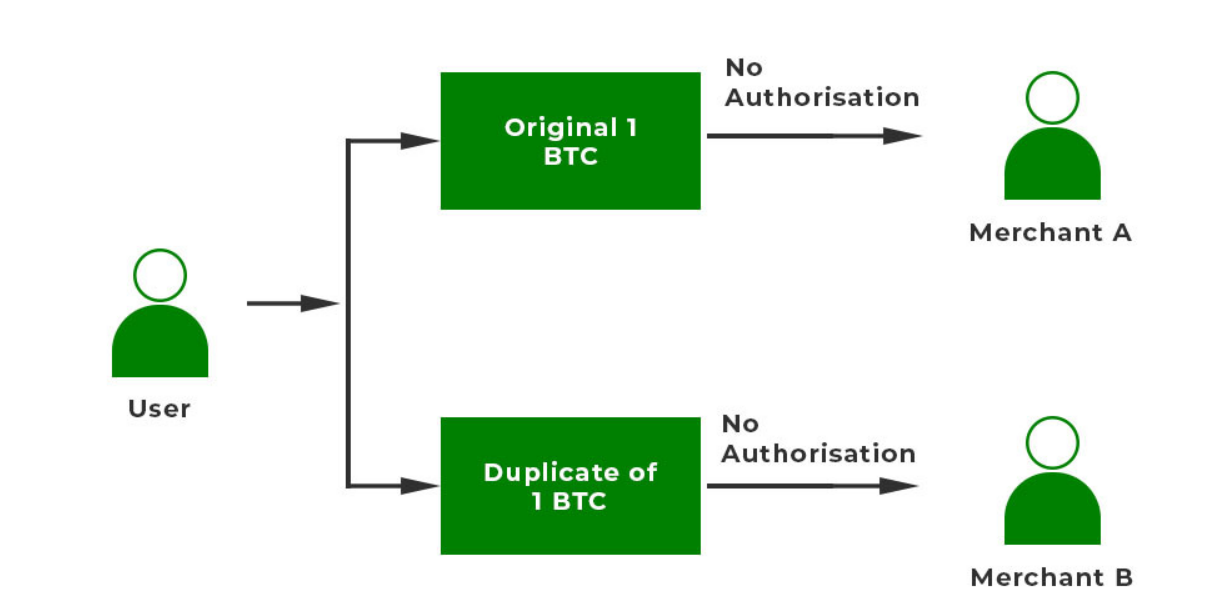 No
Authorisation
Original 1
BTC
Merchant A
User
No
Authorisation
Duplicate of
1 BTC
Merchant B